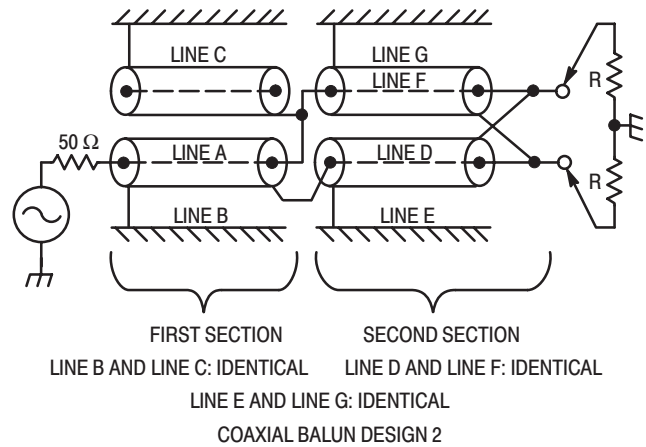 LINE C
LINE G
LINE F
R
50 Ω
LINE A
LINE D
R
LINE B
LINE E
FIRST SECTION
SECOND SECTION
LINE B AND LINE C: IDENTICAL
LINE D AND LINE F: IDENTICAL
LINE E AND LINE G: IDENTICAL
COAXIAL BALUN DESIGN 2